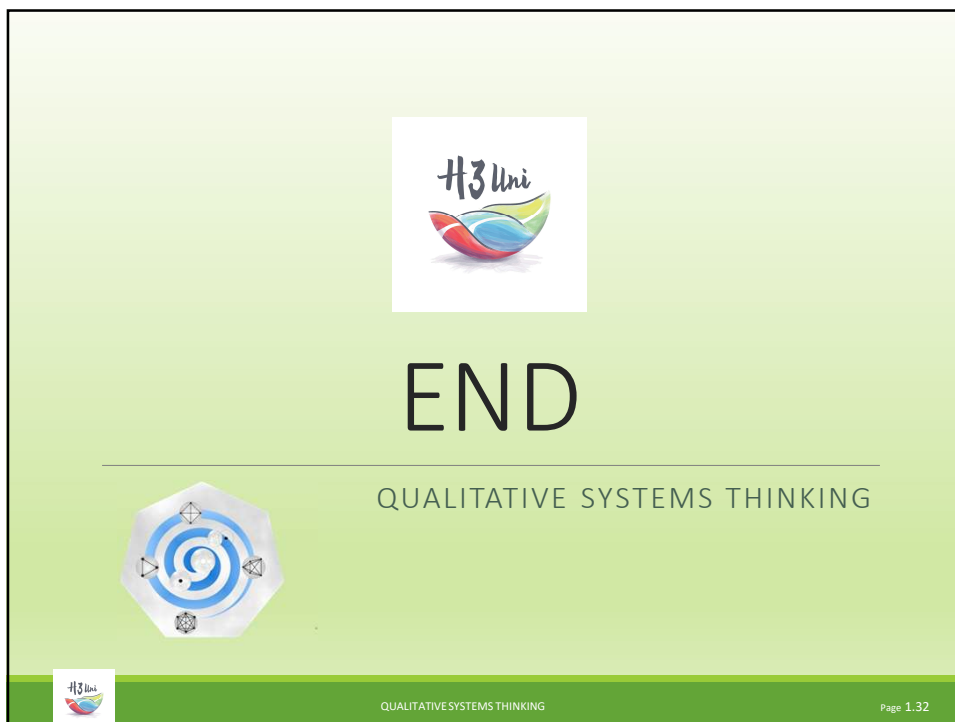 H3 Uni
END
QUALITATIVE SYSTEMS THINKING
H3 Uni
QUALITATIVE SYSTEMS THINKING
Page 1.32